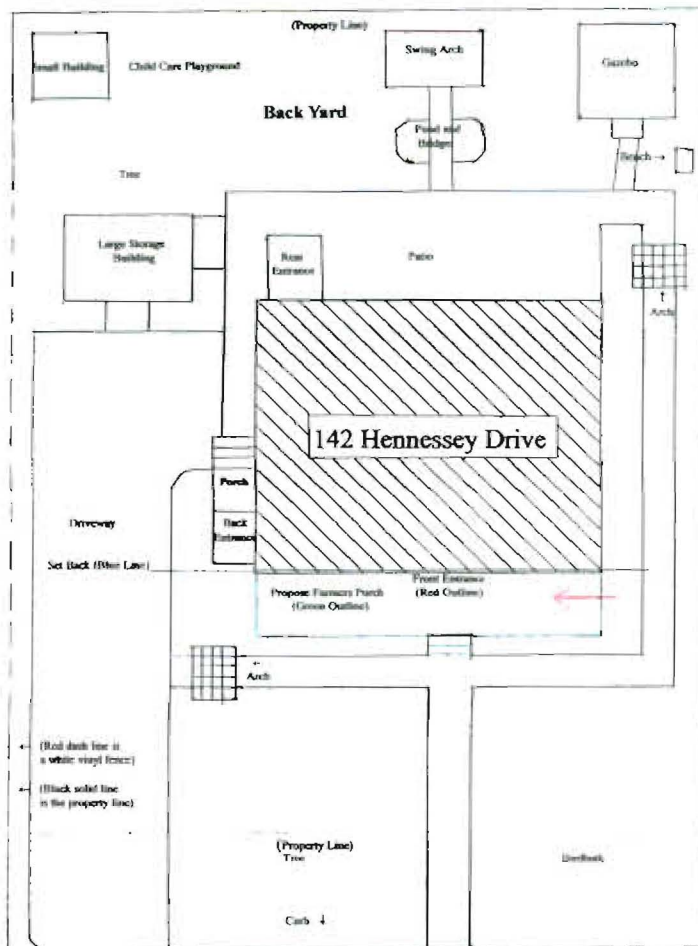 (Property Line)
Small Building
Child Care Playground
Swing Arch
Gazebo
Back Yard
Pond and
Bridge
Bench →
Tree
Large Storage
Building
Rear
Entrance
Patio
↑
Arch
142 Hennessey Drive
Porch
Back
Entrance
Driveway
Set Back (Blue Line)
Propose Farmers Porch
(Green Outline)
Front Entrance
(Red Outline)
←
Arch
← (Red dash line is
a white vinyl fence)
← (Black solid line
is the property line)
(Property Line)
Tree
Curb ↓